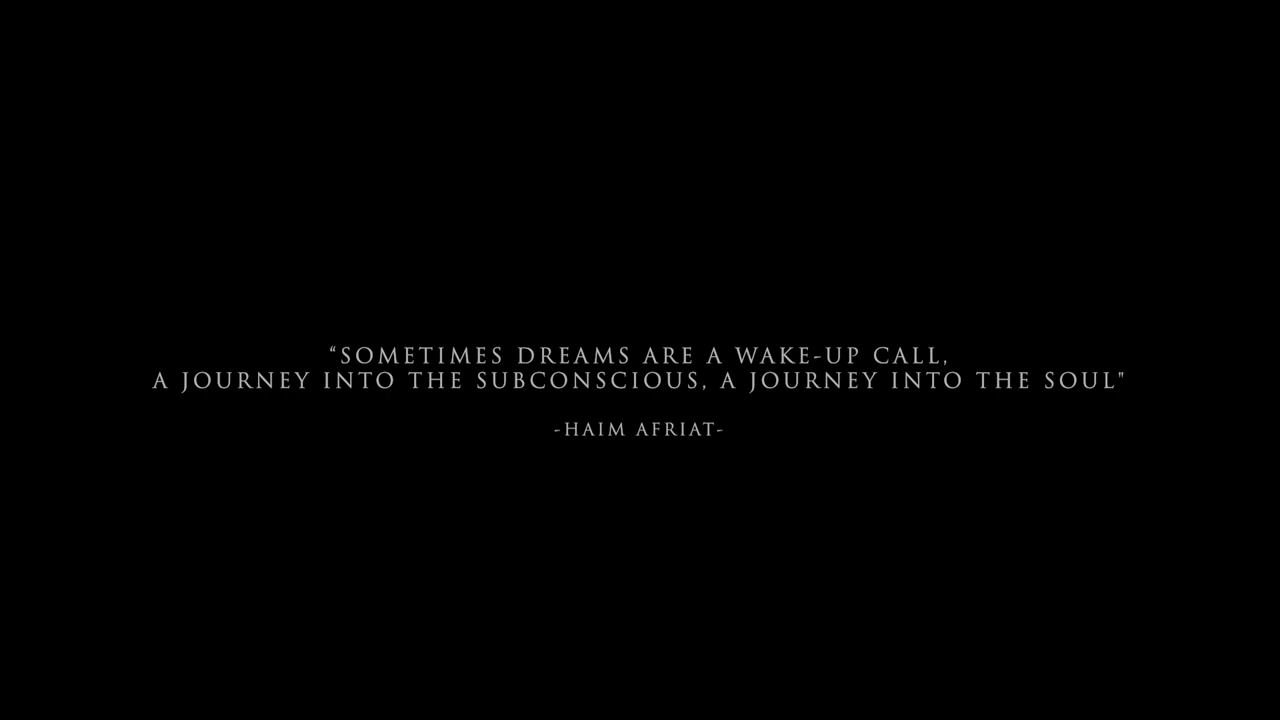 “SOMETIMES DREAMS ARE A WAKE-UP CALL,
A JOURNEY INTO THE SUBCONSCIOUS, A JOURNEY INTO THE SOUL"
-HAIM AFRIAT-